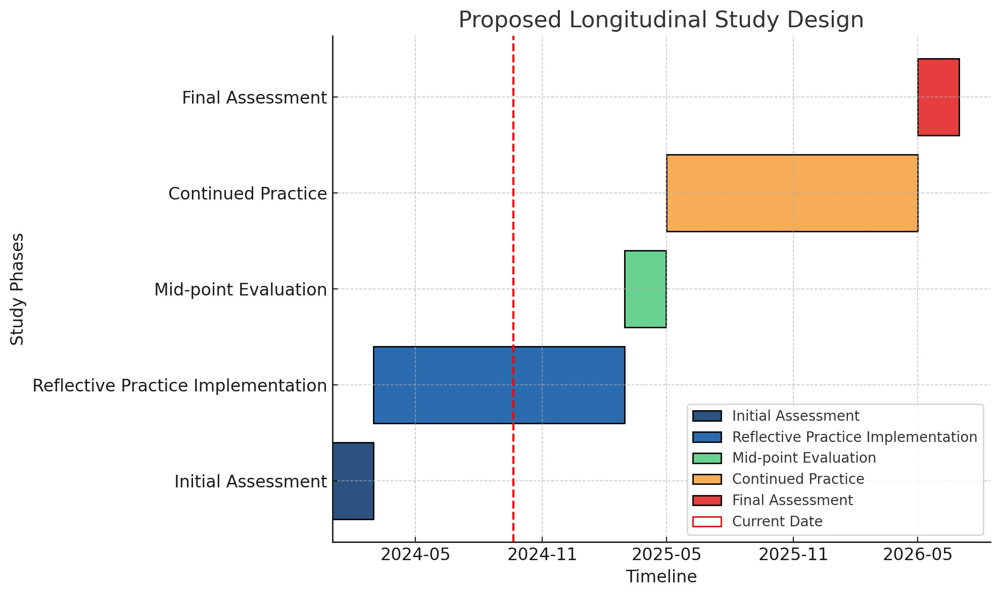 Proposed Longitudinal Study Design
Final Assessment
Continued Practice
Mid-point Evaluation
Reflective Practice Implementation
Initial Assessment
Study Phases
Initial Assessment
Reflective Practice Implementation
Mid-point Evaluation
Continued Practice
Final Assessment
Current Date
2024-05 2024-11 2025-05 2025-11 2026-05
Timeline